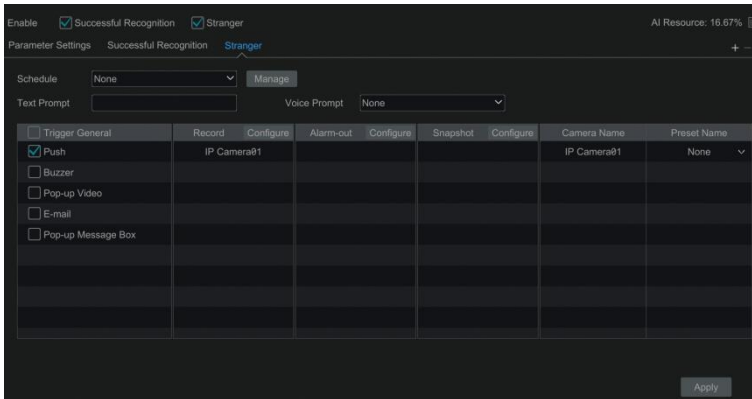 Enable Successful Recognition Stranger AI Resource: 16.67%
Parameter Settings Successful Recognition Stranger + −
Schedule None Manage
Text Prompt Voice Prompt None
Trigger General Record Configure Alarm-out Configure Snapshot Configure Camera Name Preset Name
Push IP Camera01 IP Camera01 None
Buzzer
Pop-up Video
E-mail
Pop-up Message Box
Apply